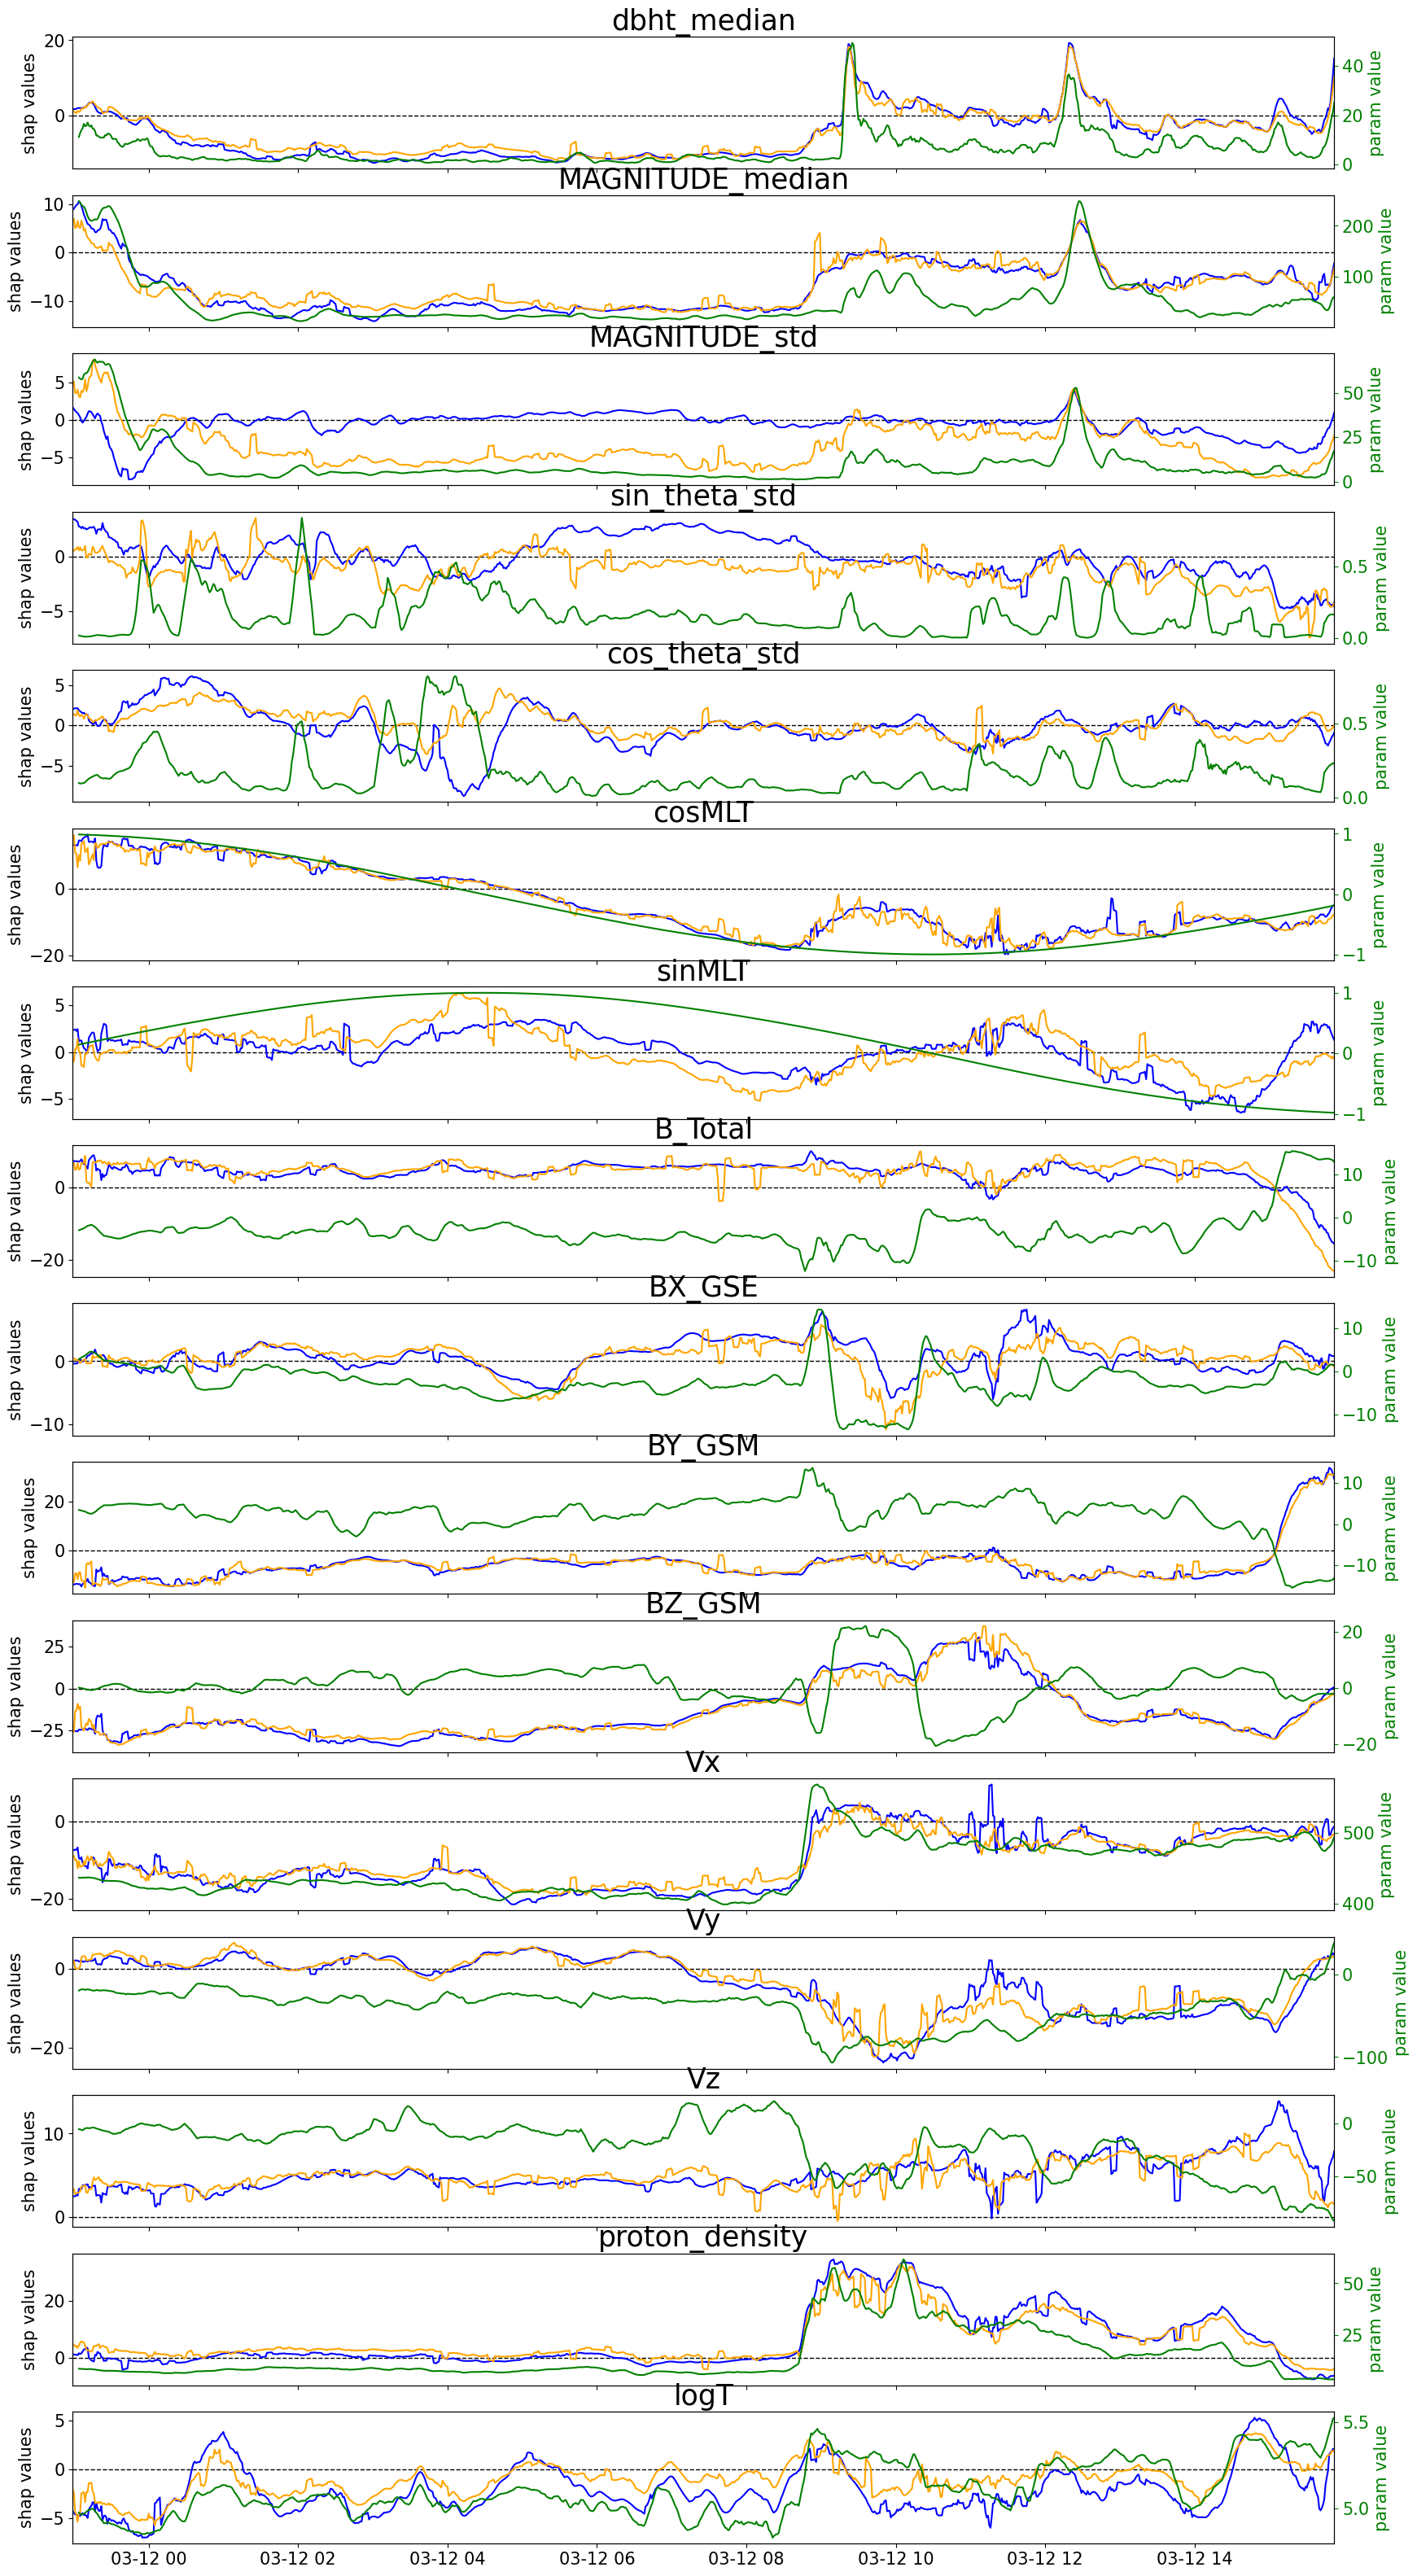 dbht_median
20
0
shap values
40
20
0
param value
MAGNITUDE_median
10
0
−10
shap values
200
100
param value
MAGNITUDE_std
5
0
−5
shap values
50
25
0
param value
sin_theta_std
0
−5
shap values
0.5
0.0
param value
cos_theta_std
5
0
−5
shap values
0.5
0.0
param value
cosMLT
0
−20
shap values
1
0
−1
param value
sinMLT
5
0
−5
shap values
1
0
−1
param value
B_Total
0
−20
shap values
10
0
−10
param value
BX_GSE
0
−10
shap values
10
0
−10
param value
BY_GSM
20
0
shap values
10
0
−10
param value
BZ_GSM
25
0
−25
shap values
20
0
−20
param value
Vx
0
−20
shap values
500
400
param value
Vy
0
−20
shap values
0
−100
param value
Vz
10
0
shap values
0
−50
param value
proton_density
20
0
shap values
50
25
param value
logT
5
0
−5
shap values
5.5
5.0
param value
03-12 00 03-12 02 03-12 04 03-12 06 03-12 08 03-12 10 03-12 12 03-12 14